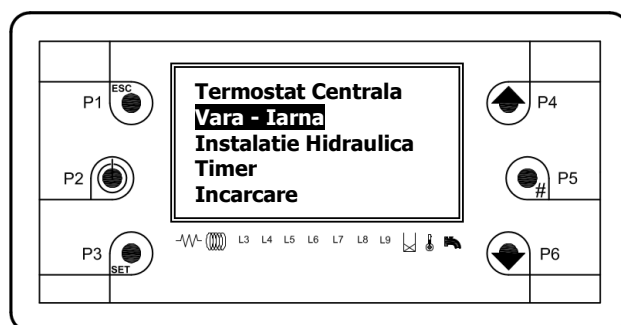 ESC
P1
P2
P3
SET
Termostat Centrala
Vara - Iarna
Instalatie Hidraulica
Timer
Incarcare
L3 L4 L5 L6 L7 L8 L9
P4
P5
#
P6